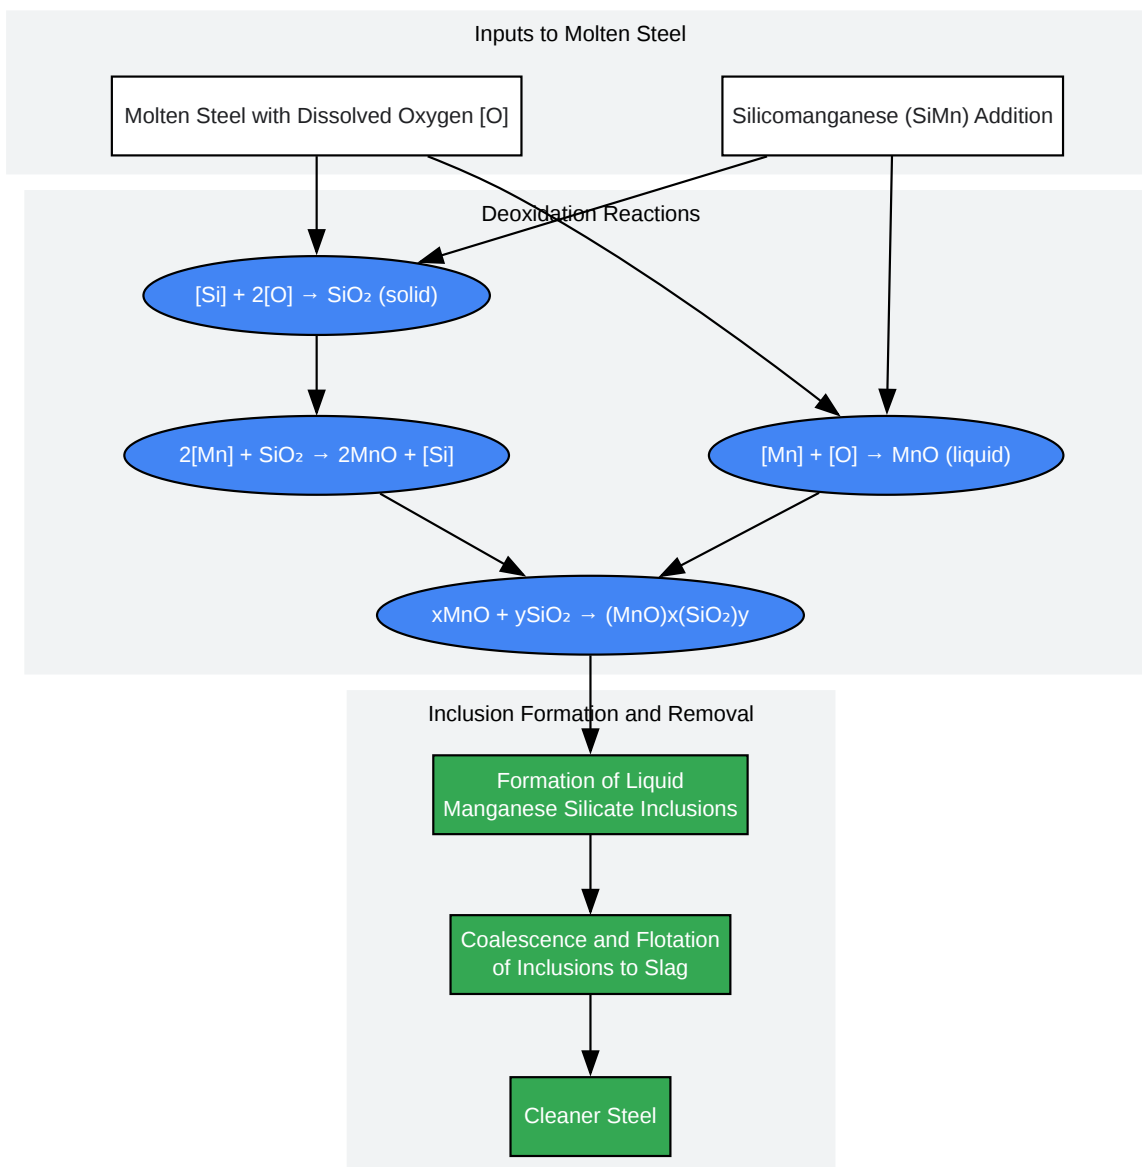 Inputs to Molten Steel
Molten Steel with Dissolved Oxygen [O]
Silicomanganese (SiMn) Addition
Deoxidation Reactions
[Si] + 2[O] → SiO₂ (solid)
2[Mn] + SiO₂ → 2MnO + [Si]
[Mn] + [O] → MnO (liquid)
xMnO + ySiO₂ → (MnO)x(SiO₂)y
Inclusion Formation and Removal
Formation of Liquid
Manganese Silicate Inclusions
Coalescence and Flotation
of Inclusions to Slag
Cleaner Steel